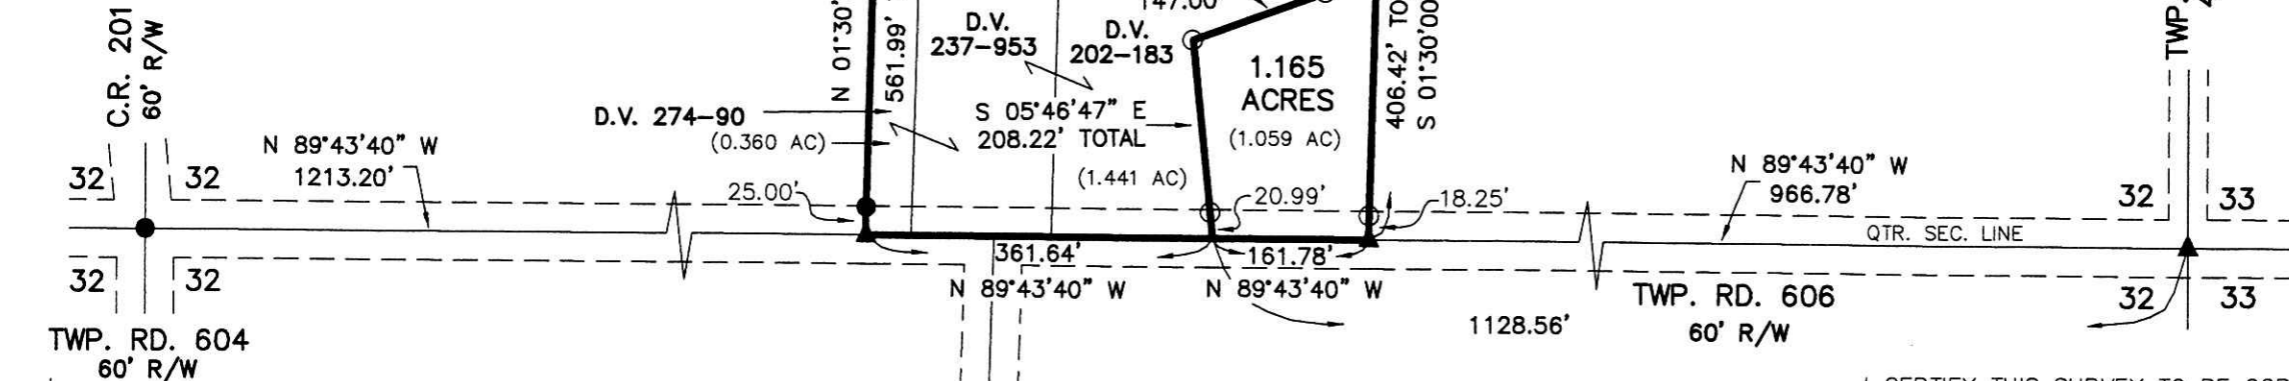 C.R. 201
60' R/W
N 89°43'40" W
1213.20'
32
32
32
32
TWP. RD. 604
60' R/W
N 01°30'
561.99'
D.V.
237-953
D.V.
202-183
147.00'
D.V. 274-90
(0.360 AC)
S 05°46'47" E
208.22' TOTAL
(1.441 AC)
1.165
ACRES
(1.059 AC)
406.42' TO
S 01°30'00
25.00'
20.99'
18.25'
361.64'
161.78'
N 89°43'40" W
N 89°43'40" W
1128.56'
N 89°43'40" W
966.78'
QTR. SEC. LINE
TWP. RD. 606
60' R/W
TWP.
32
33
32
33
I CERTIFY THIS SURVEY TO BE COR